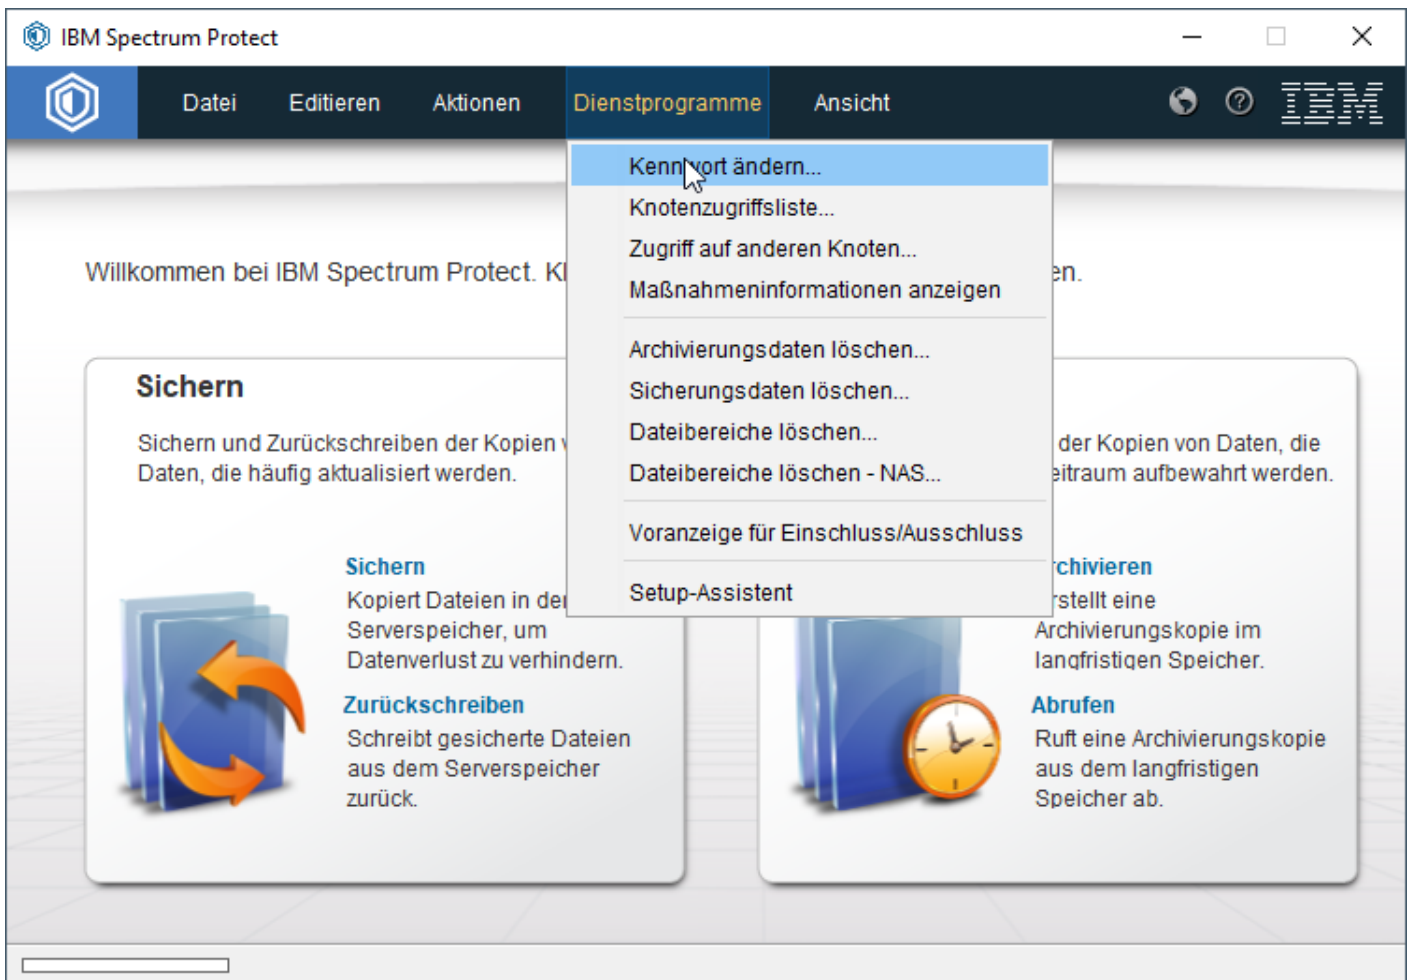 IBM Spectrum Protect
Datei Editieren Aktionen Dienstprogramme Ansicht IBM
Kennwort ändern...
Knotenzugriffsliste...
Zugriff auf anderen Knoten...
Maßnahmeninformationen anzeigen
Archivierungsdaten löschen...
Sicherungsdaten löschen...
Dateibereiche löschen...
Dateibereiche löschen - NAS...
Voranzeige für Einschluss/Ausschluss
Setup-Assistent
Willkommen bei IBM Spectrum Protect.
Sichern
Sichern und Zurückschreiben der Kopien
Daten, die häufig aktualisiert werden.
Sichern
Kopiert Dateien in
Serverspeicher, um
Datenverlust zu verhindern.
Zurückschreiben
Schreibt gesicherte Dateien
aus dem Serverspeicher
zurück.
der Kopien von Daten, die
aufbewahrt werden.
Archivierungskopie im
langfristigen Speicher.
Abrufen
Ruft eine Archivierungskopie
aus dem langfristigen
Speicher ab.